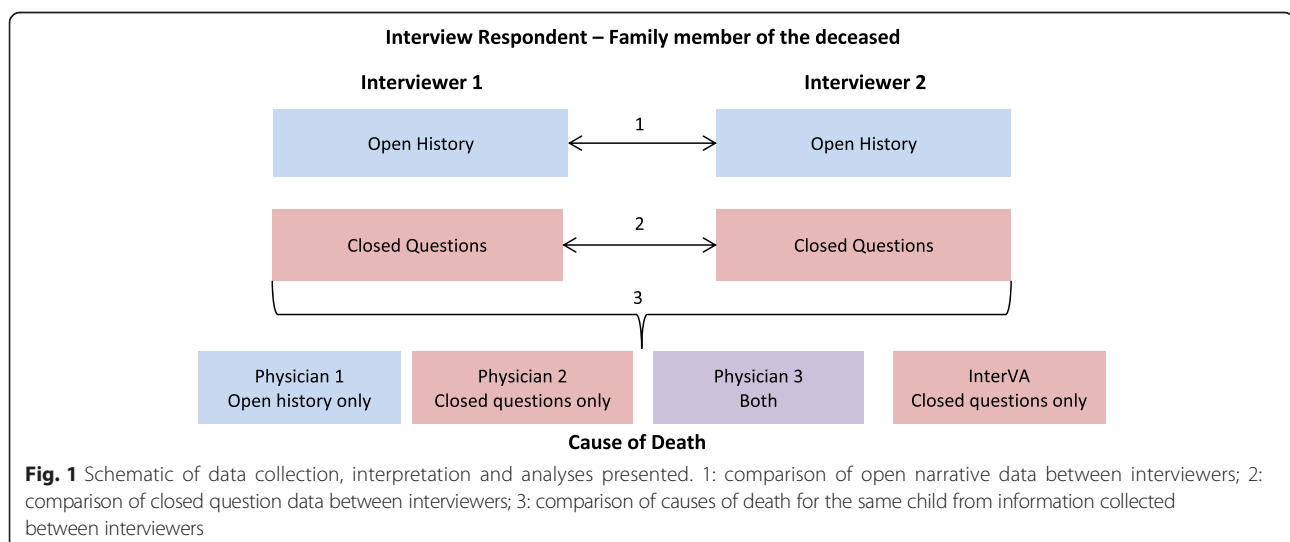 Interview Respondent – Family member of the deceased
Interviewer 1
Interviewer 2
Open History
1
Open History
Closed Questions
2
Closed Questions
3
Physician 1
Open history only
Physician 2
Closed questions only
Physician 3
Both
InterVA
Closed questions only
Cause of Death
Fig. 1 Schematic of data collection, interpretation and analyses presented. 1: comparison of open narrative data between interviewers; 2:
comparison of closed question data between interviewers; 3: comparison of causes of death for the same child from information collected
between interviewers